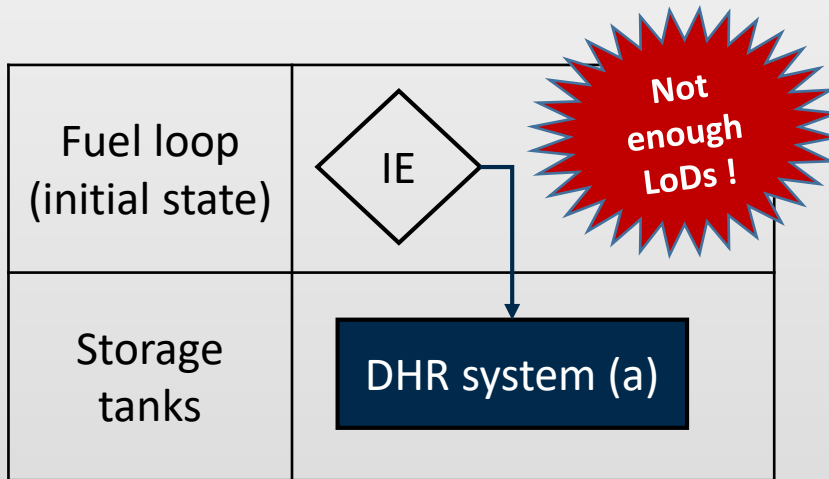 Fuel loop
(initial state)
IE
Not
enough
LoDs !
Storage
tanks
DHR system (a)